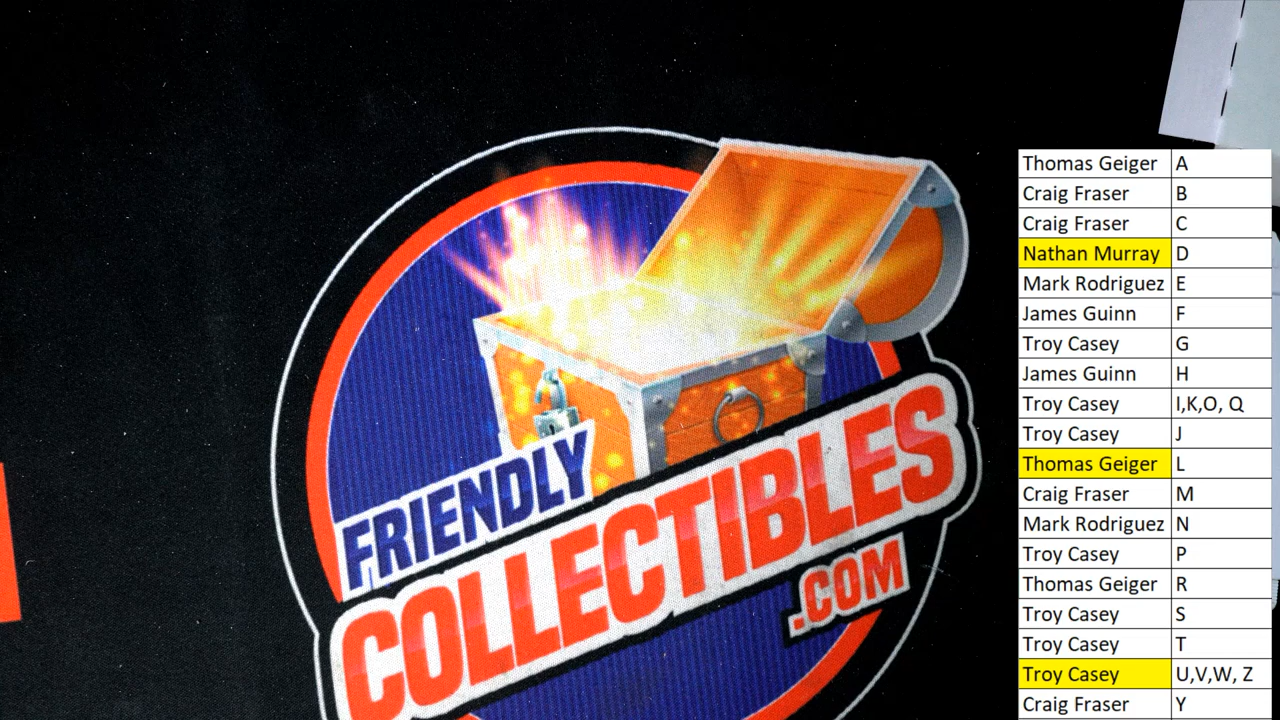 FRIENDLY
COLLECTIBLES
.COM
Thomas Geiger A
Craig Fraser B
Craig Fraser C
Nathan Murray D
Mark Rodriguez E
James Guinn F
Troy Casey G
James Guinn H
Troy Casey I,K,O, Q
Troy Casey J
Thomas Geiger L
Craig Fraser M
Mark Rodriguez N
Troy Casey P
Thomas Geiger R
Troy Casey S
Troy Casey T
Troy Casey U,V,W, Z
Craig Fraser Y